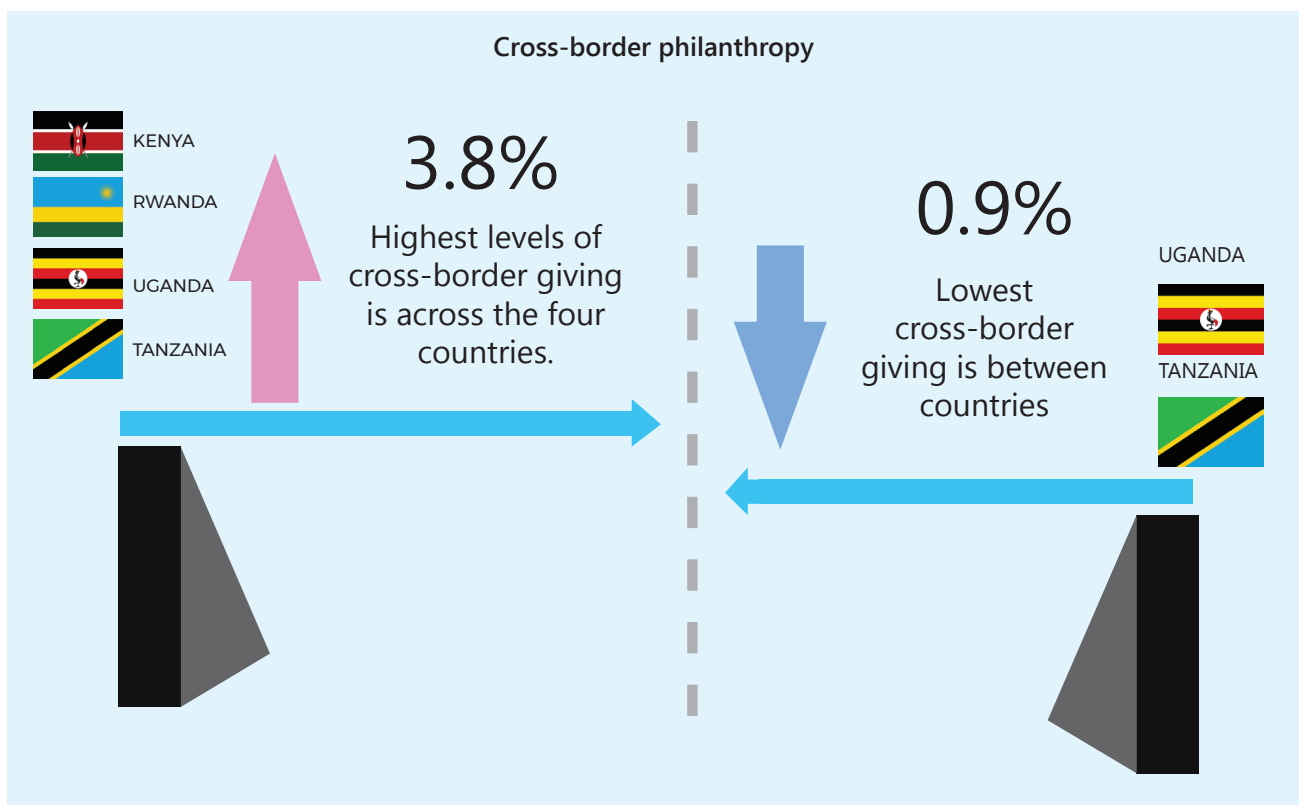 Cross-border philanthropy
KENYA
RWANDA
UGANDA
TANZANIA
3.8%
Highest levels of
cross-border giving
is across the four
countries.
0.9%
Lowest
cross-border
giving is between
countries
UGANDA
TANZANIA